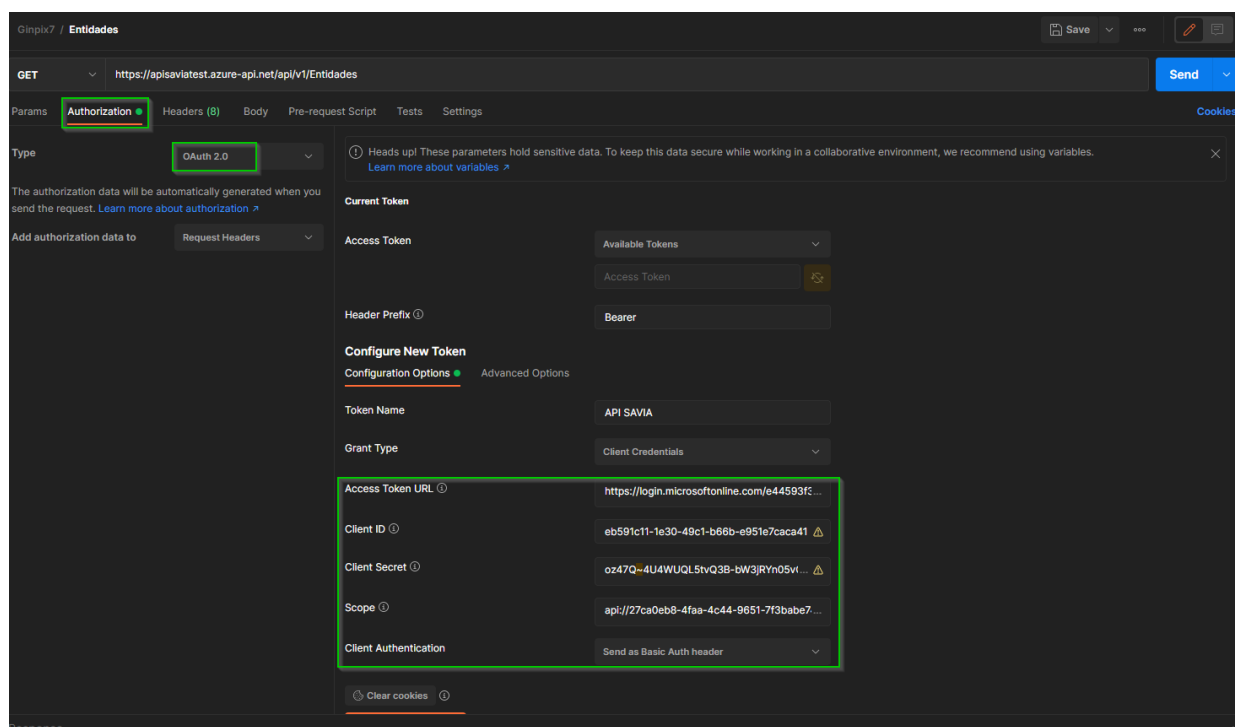 Ginpix7 / Entidades
Save
GET
https://apisaviatest.azure-api.net/api/v1/Entidades
Send
Params Authorization Headers (8) Body Pre-request Script Tests Settings
Cookies
Type
OAuth 2.0
Heads up! These parameters hold sensitive data. To keep this data secure while working in a collaborative environment, we recommend using variables.
Learn more about variables ↗
The authorization data will be automatically generated when you
send the request. Learn more about authorization ↗
Add authorization data to
Request Headers
Current Token
Access Token
Available Tokens
Access Token
Header Prefix
Bearer
Configure New Token
Configuration Options Advanced Options
Token Name
API SAVIA
Grant Type
Client Credentials
Access Token URL
https://login.microsoftonline.com/e44593f3...
Client ID
eb591c11-1e30-49c1-b66b-e951e7caca41
Client Secret
oz47Q~4U4WUQL5tvQ3B-bW3jRYn05v(...
Scope
api://27ca0eb8-4faa-4c44-9651-7f3babe7...
Client Authentication
Send as Basic Auth header
Clear cookies